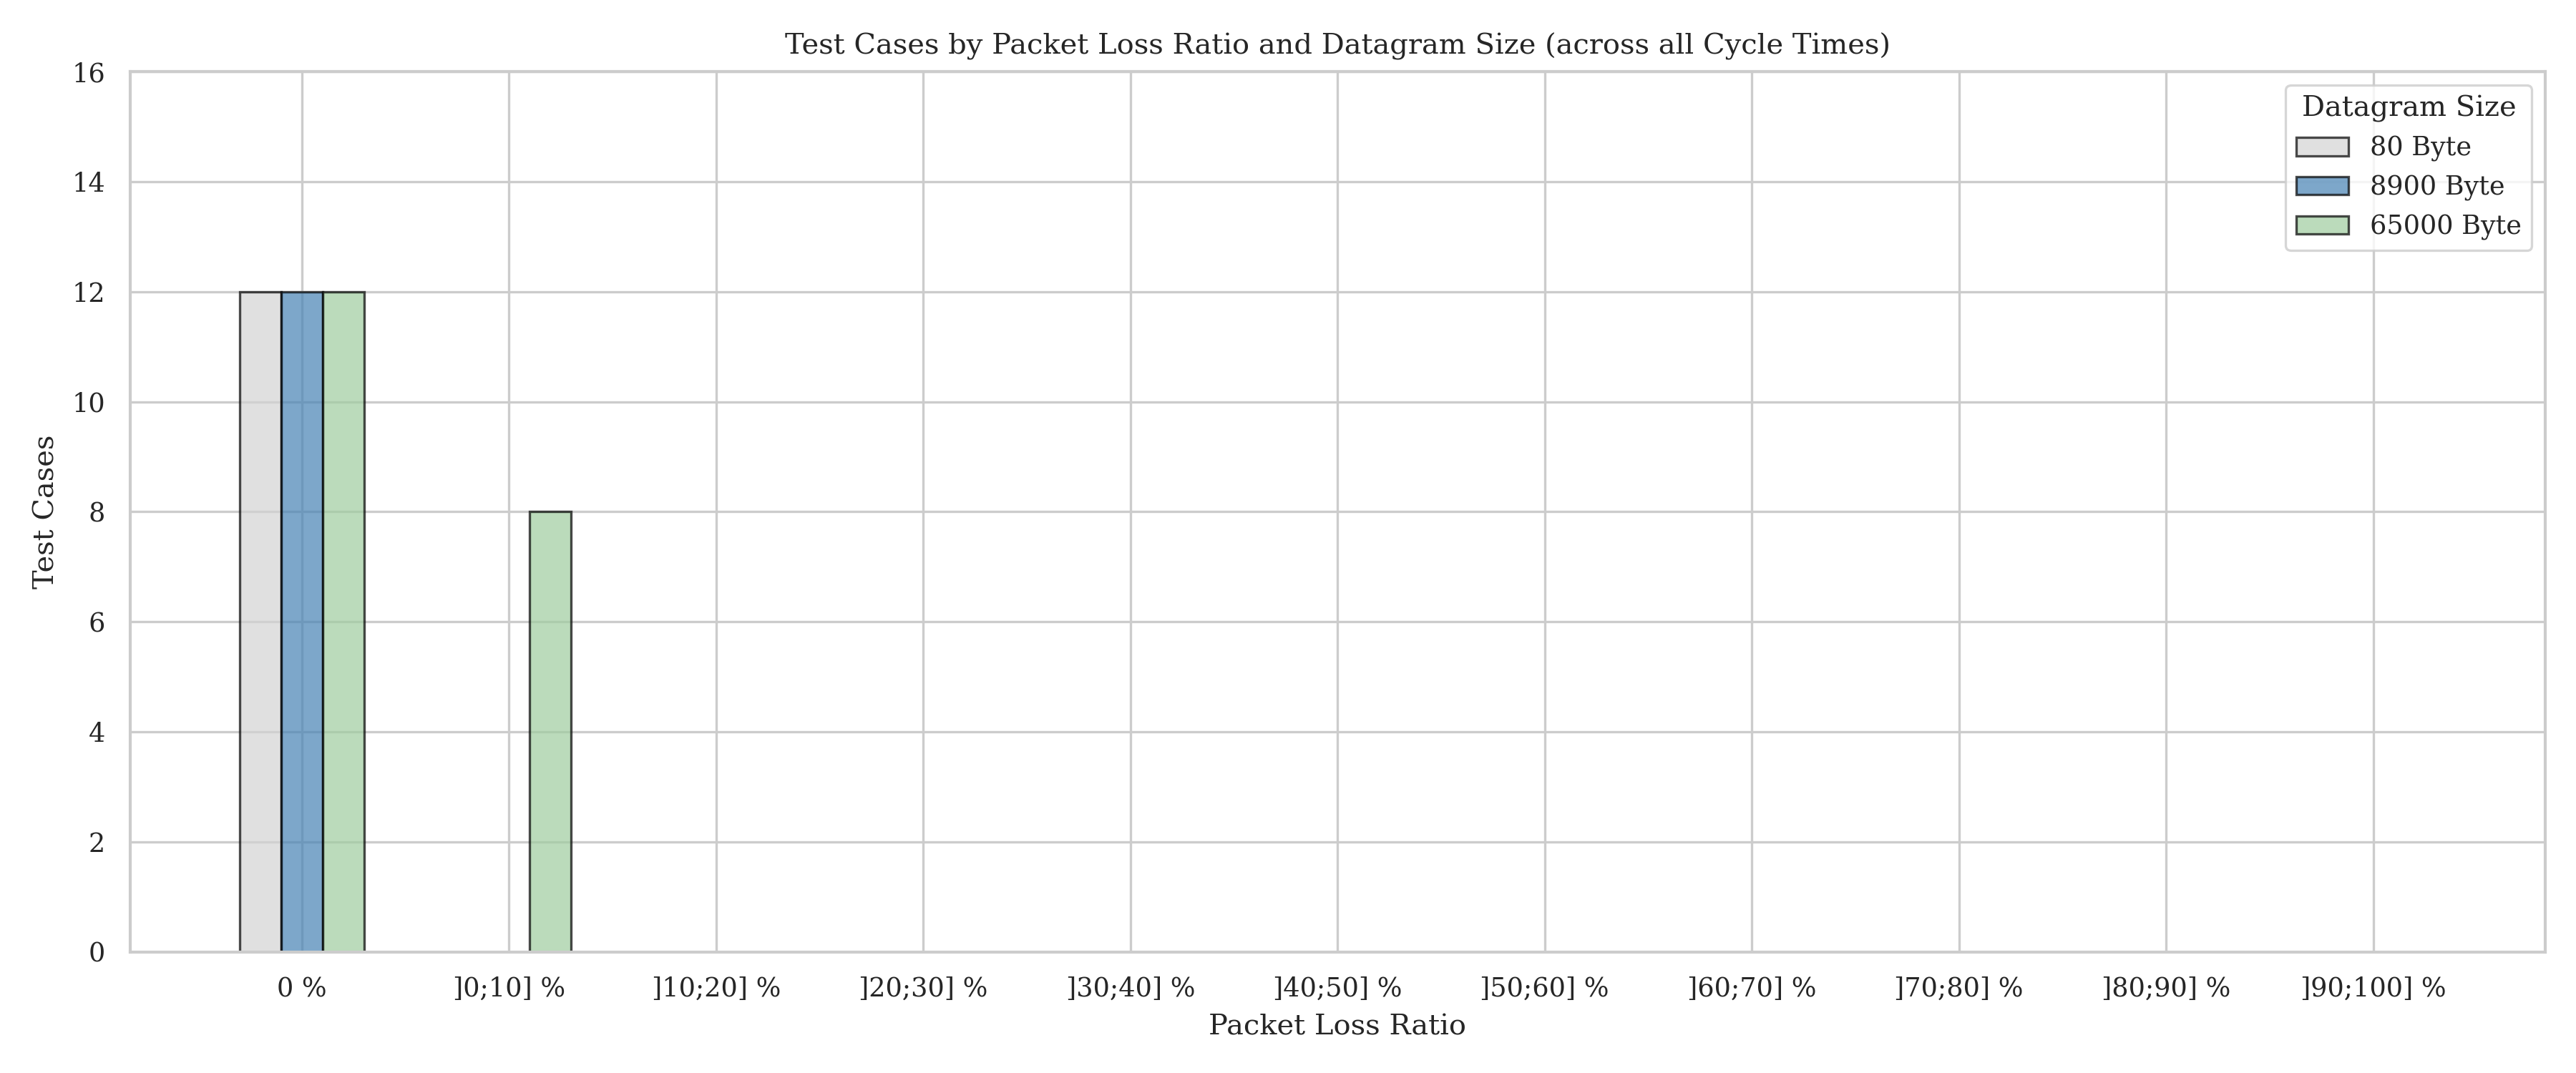 Test Cases by Packet Loss Ratio and Datagram Size (across all Cycle Times)
16
14
12
10
8
6
4
2
0
Test Cases
Datagram Size
80 Byte
8900 Byte
65000 Byte
0 %
]0;10] %
]10;20] %
]20;30] %
]30;40] %
]40;50] %
]50;60] %
]60;70] %
]70;80] %
]80;90] %
]90;100] %
Packet Loss Ratio